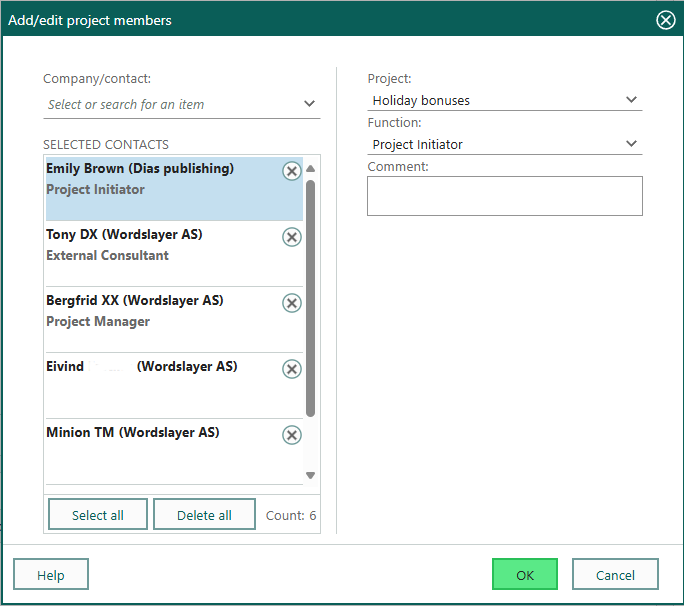 Add/edit project members
Company/contact:
Select or search for an item
SELECTED CONTACTS
Emily Brown (Dias publishing)
Project Initiator
Tony DX (Wordslayer AS)
External Consultant
Bergfrid XX (Wordslayer AS)
Project Manager
Eivind (Wordslayer AS)
Minion TM (Wordslayer AS)
Select all
Delete all
Count: 6
Project:
Holiday bonuses
Function:
Project Initiator
Comment:
Help
OK
Cancel